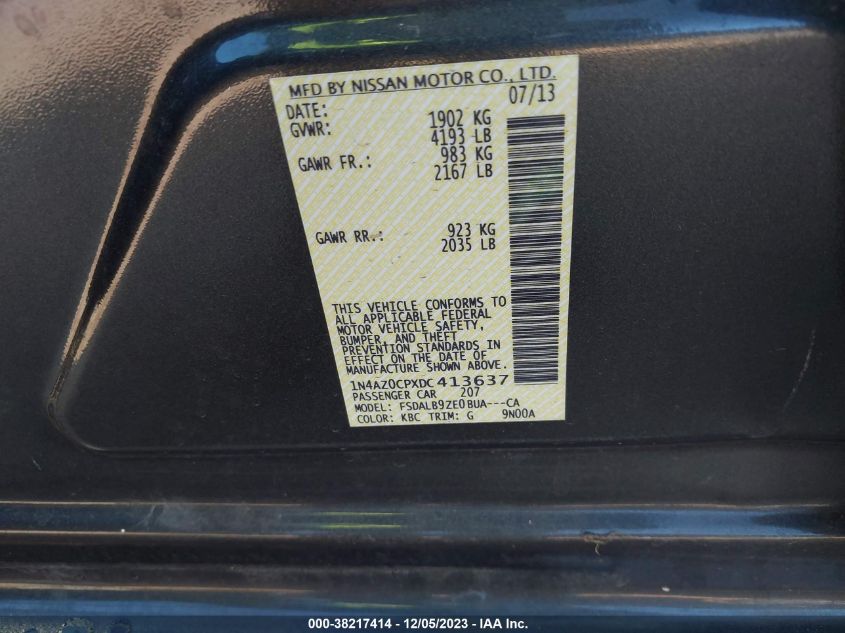 MFD BY NISSAN MOTOR CO., LTD.
DATE: 07/13
GVWR: 1902 KG
4193 LB
GAWR FR.: 983 KG
2167 LB
GAWR RR.: 923 KG
2035 LB
THIS VEHICLE CONFORMS TO
ALL APPLICABLE FEDERAL
MOTOR VEHICLE SAFETY,
BUMPER, AND THEFT
PREVENTION STANDARDS IN
EFFECT ON THE DATE OF
MANUFACTURE SHOWN ABOVE.
1N4AZ0CPXDC413637
PASSENGER CAR 207
MODEL: FSDALB9ZE0BUA---CA
COLOR: KBC TRIM: G 9N00A
000-38217414 - 12/05/2023 - IAA Inc.